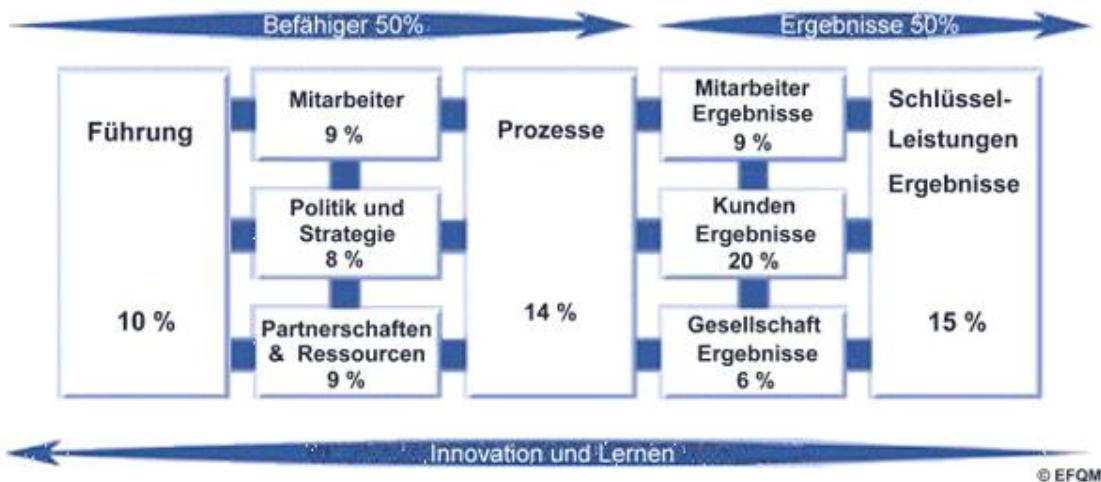 Befähiger 50%
Ergebnisse 50%
Führung
10 %
Mitarbeiter
9 %
Politik und
Strategie
8 %
Partnerschaften
& Ressourcen
9 %
Prozesse
14 %
Mitarbeiter
Ergebnisse
9 %
Kunden
Ergebnisse
20 %
Gesellschaft
Ergebnisse
6 %
Schlüssel-
Leistungen
Ergebnisse
15 %
Innovation und Lernen
© EFQM